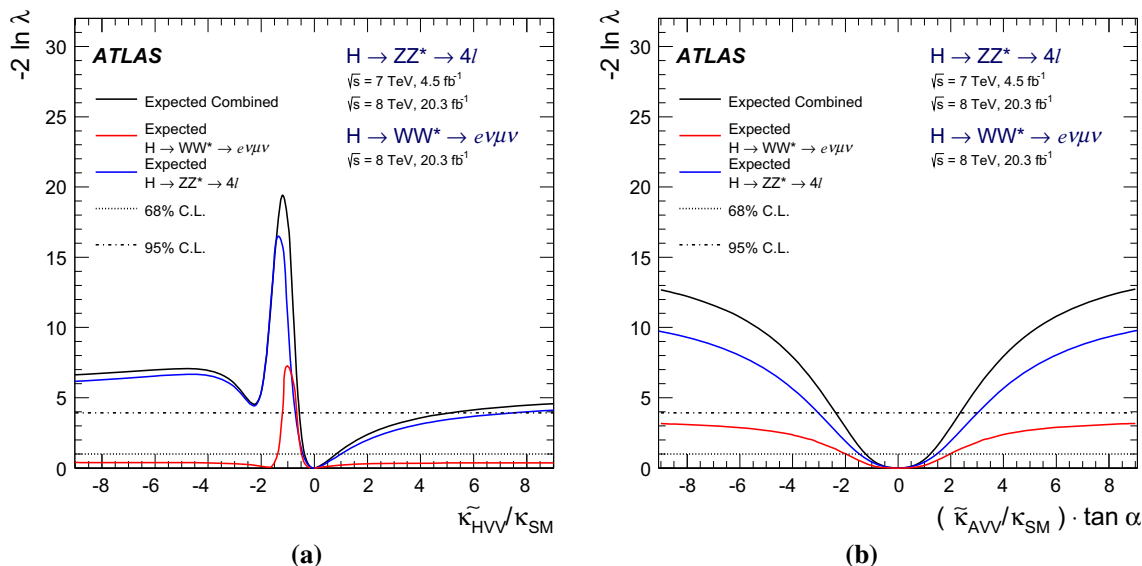 -2 ln λ
30
25
20
15
10
5
0
ATLAS
H → ZZ* → 4l
√s = 7 TeV, 4.5 fb⁻¹
√s = 8 TeV, 20.3 fb⁻¹
H → WW* → eνμν
√s = 8 TeV, 20.3 fb⁻¹
Expected Combined
Expected
H → WW* → eνμν
Expected
H → ZZ* → 4l
68% C.L.
95% C.L.
-8 -6 -4 -2 0 2 4 6 8
κ̃_HVV/κ_SM
(a)
-2 ln λ
30
25
20
15
10
5
0
ATLAS
H → ZZ* → 4l
√s = 7 TeV, 4.5 fb⁻¹
√s = 8 TeV, 20.3 fb⁻¹
H → WW* → eνμν
√s = 8 TeV, 20.3 fb⁻¹
Expected Combined
Expected
H → WW* → eνμν
Expected
H → ZZ* → 4l
68% C.L.
95% C.L.
-8 -6 -4 -2 0 2 4 6 8
( κ̃_AVV/κ_SM ) · tan α
(b)